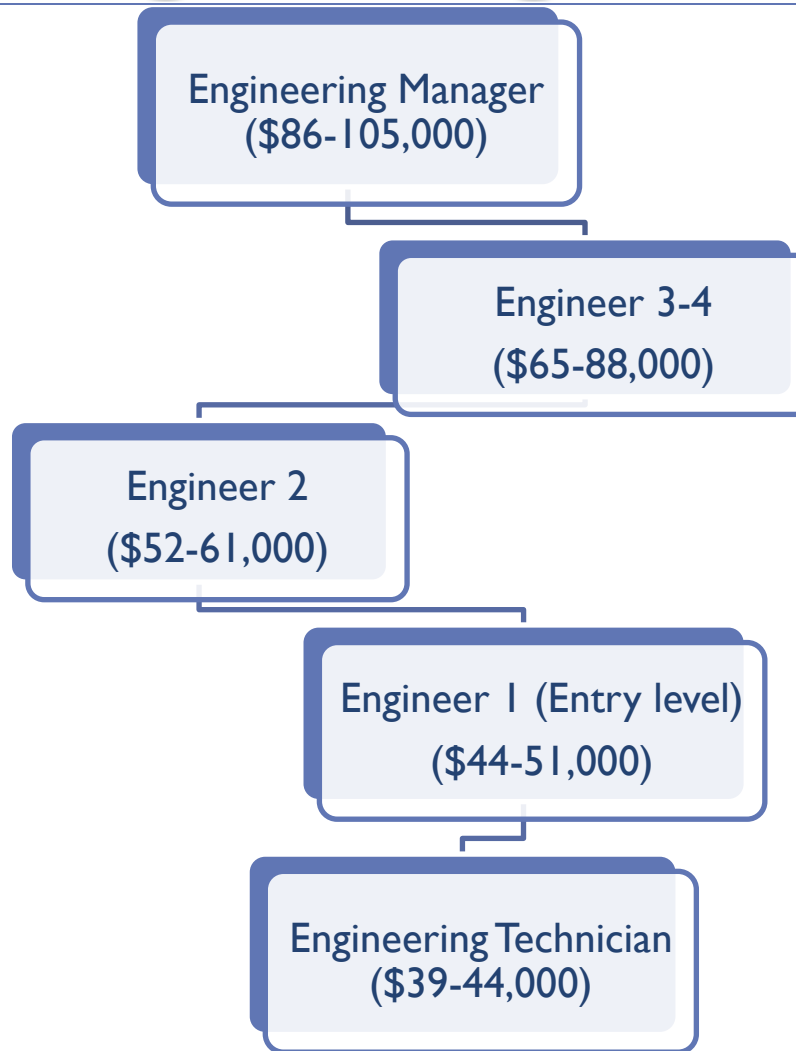 Engineering Manager
($86-105,000)
Engineer 3-4
($65-88,000)
Engineer 2
($52-61,000)
Engineer 1 (Entry level)
($44-51,000)
Engineering Technician
($39-44,000)